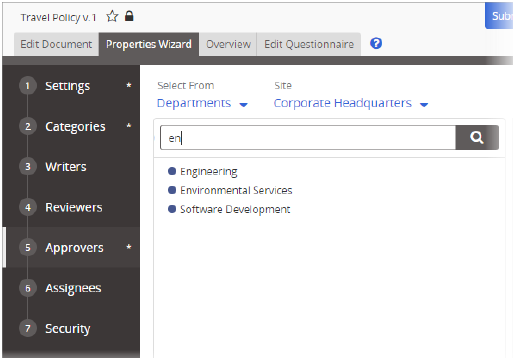 Travel Policy v.1
Sub
Edit Document
Properties Wizard
Overview
Edit Questionnaire
?
1 Settings *
2 Categories *
3 Writers
4 Reviewers
5 Approvers *
6 Assignees
7 Security
Select From
Departments
Site
Corporate Headquarters
en
Engineering
Environmental Services
Software Development